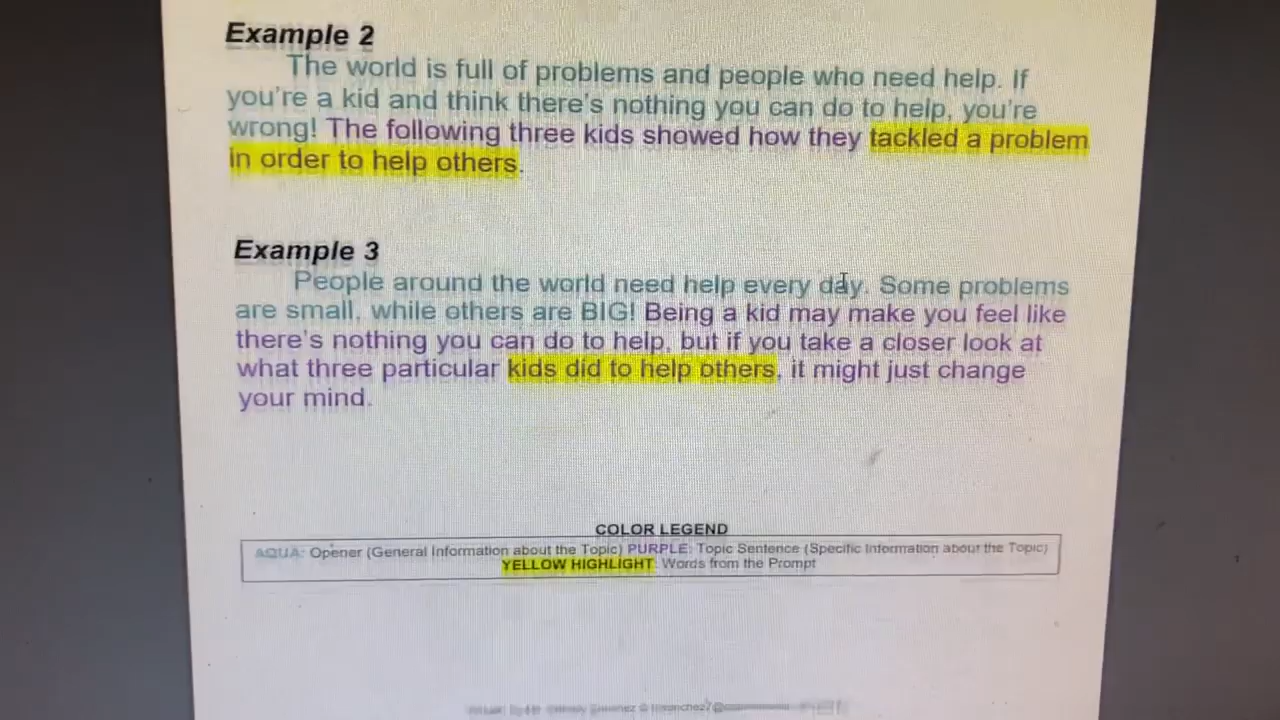 Example 2
The world is full of problems and people who need help. If
you're a kid and think there's nothing you can do to help, you're
wrong! The following three kids showed how they tackled a problem
in order to help others.
Example 3
People around the world need help every day. Some problems
are small, while others are BIG! Being a kid may make you feel like
there's nothing you can do to help, but if you take a closer look at
what three particular kids did to help others, it might just change
your mind.
COLOR LEGEND
AQUA: Opener (General Information about the Topic) PURPLE: Topic Sentence (Specific Information about the Topic)
YELLOW HIGHLIGHT: Words from the Prompt